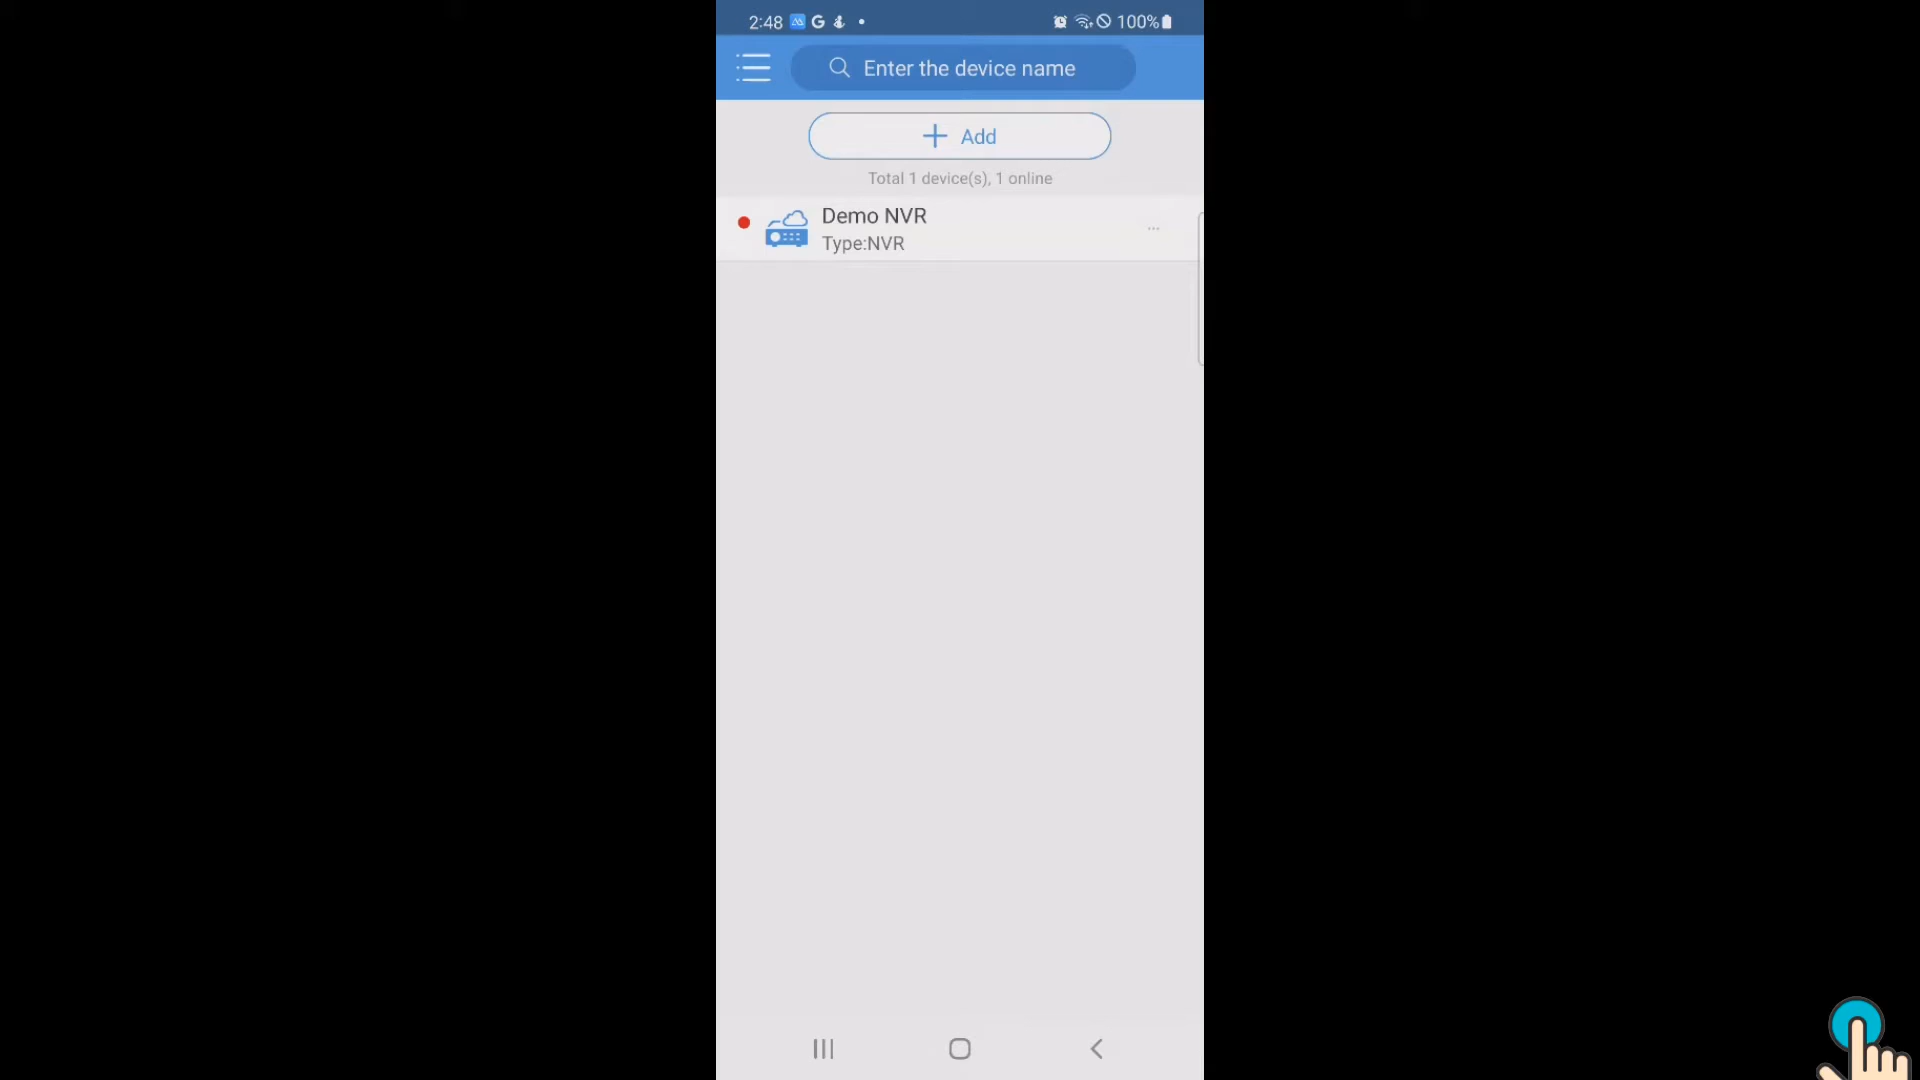 2:48 G 100%
Enter the device name
+ Add
Total 1 device(s), 1 online
Demo NVR
...
Type:NVR